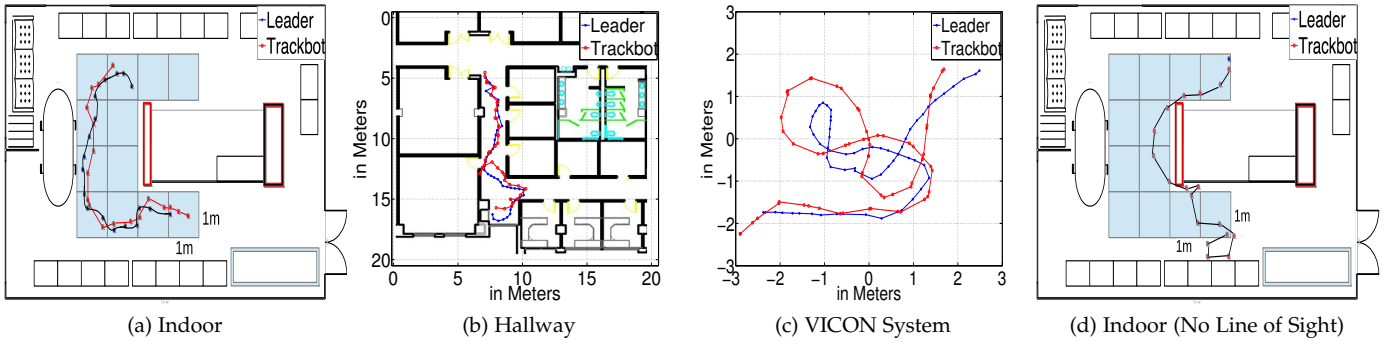 Leader
Trackbot
1m
1m
(a) Indoor
0
5
10
15
20
in Meters
Leader
Trackbot
0
5
10
15
20
in Meters
(b) Hallway
3
2
1
0
−1
−2
−3
in Meters
Leader
Trackbot
−3
−2
−1
0
1
2
3
in Meters
(c) VICON System
Leader
Trackbot
1m
1m
(d) Indoor (No Line of Sight)